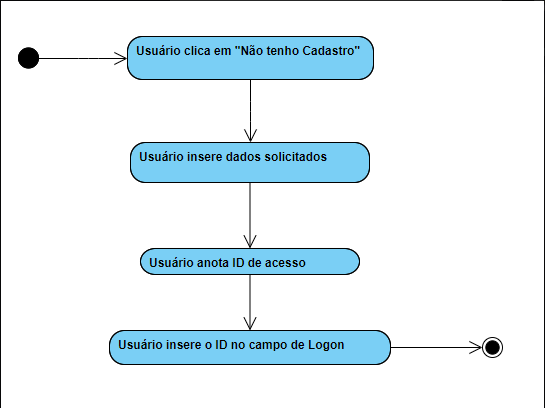 Usuário clica em "Não tenho Cadastro"
Usuário insere dados solicitados
Usuário anota ID de acesso
Usuário insere o ID no campo de Logon